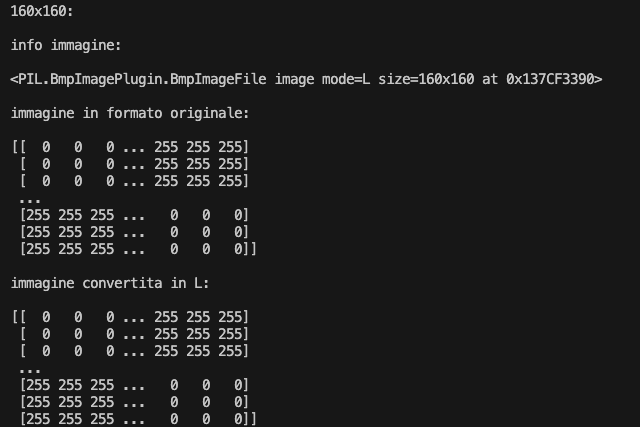 160x160:
info immagine:
<PIL.BmpImagePlugin.BmpImageFile image mode=L size=160x160 at 0x137CF3390>
immagine in formato originale:
[[  0   0   0 ... 255 255 255]
 [  0   0   0 ... 255 255 255]
 [  0   0   0 ... 255 255 255]
 ...
 [255 255 255 ...   0   0   0]
 [255 255 255 ...   0   0   0]
 [255 255 255 ...   0   0   0]]
immagine convertita in L:
[[  0   0   0 ... 255 255 255]
 [  0   0   0 ... 255 255 255]
 [  0   0   0 ... 255 255 255]
 ...
 [255 255 255 ...   0   0   0]
 [255 255 255 ...   0   0   0]
 [255 255 255 ...   0   0   0]]